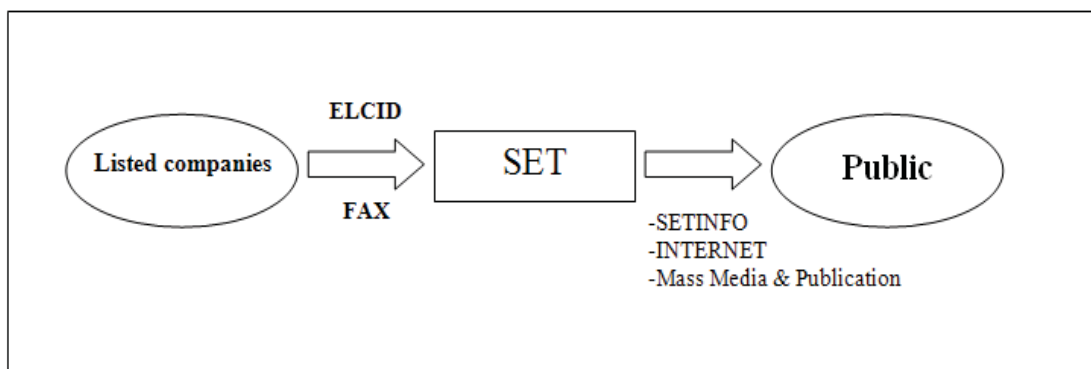 ELCID
Listed companies
SET
Public
FAX
-SETINFO
-INTERNET
-Mass Media & Publication